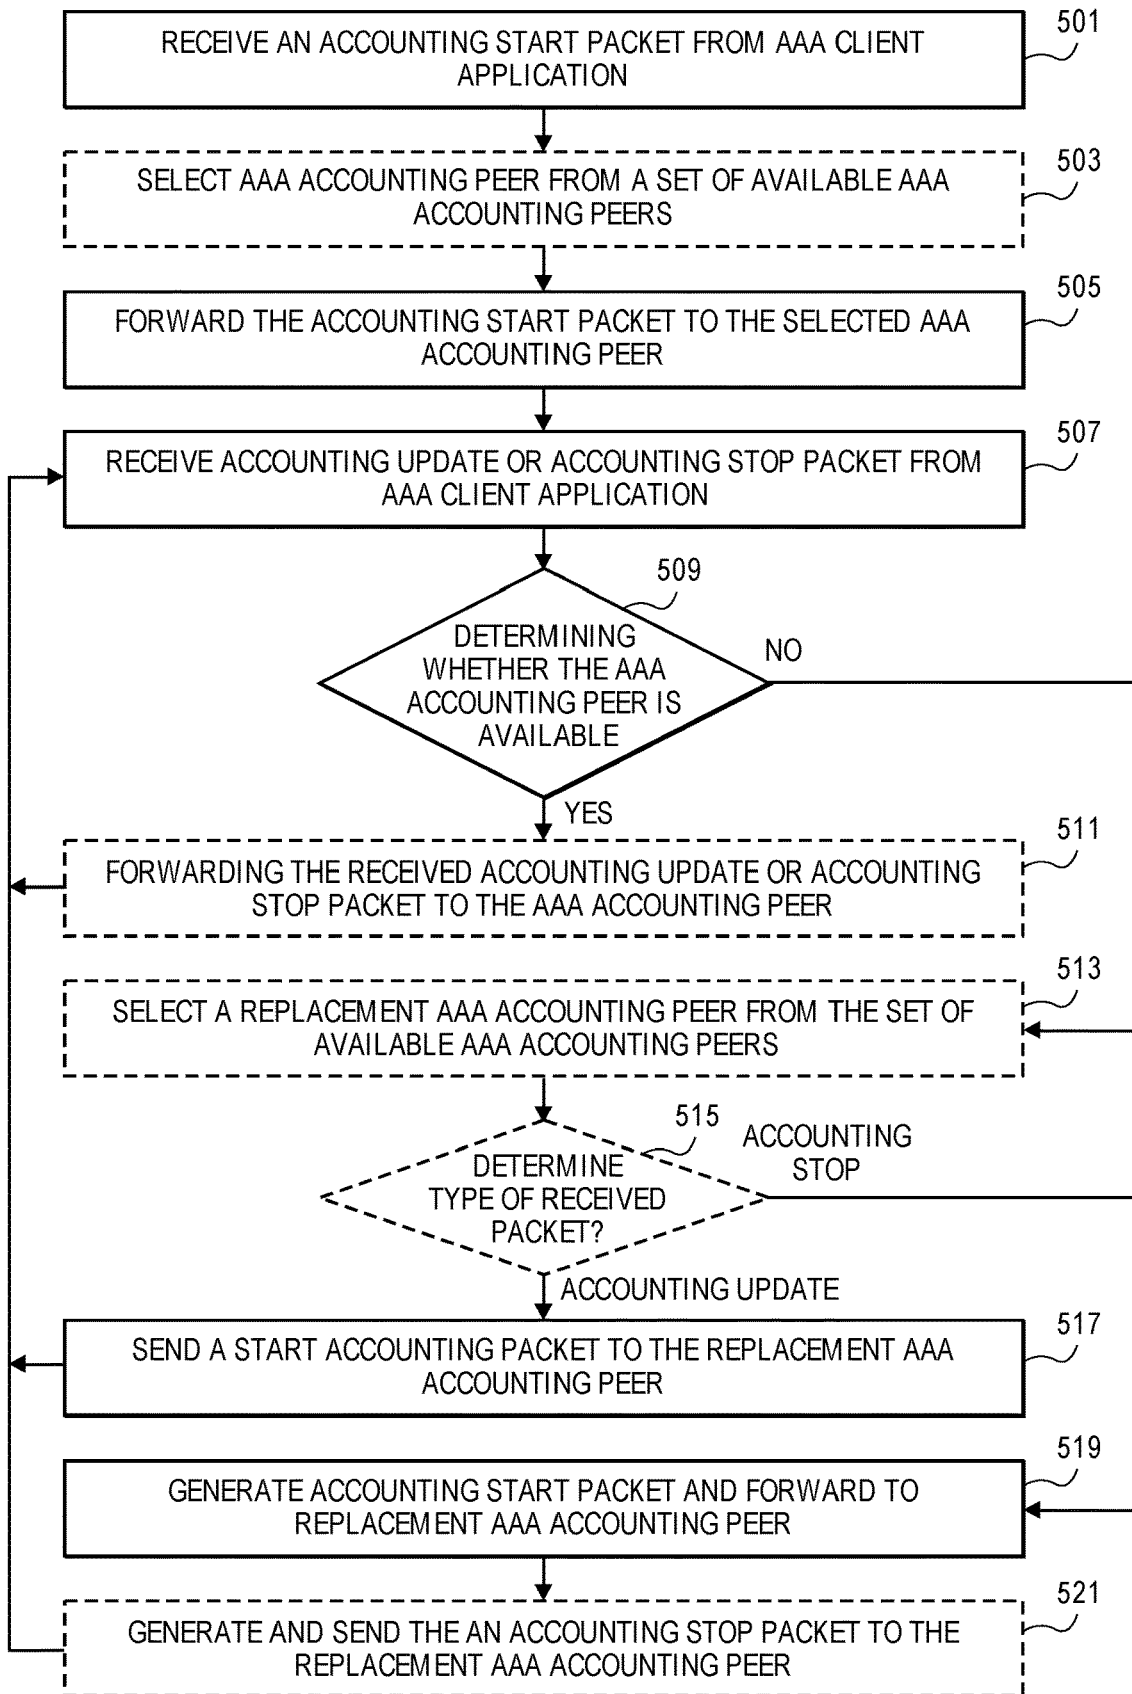 RECEIVE AN ACCOUNTING START PACKET FROM AAA CLIENT
APPLICATION
501
SELECT AAA ACCOUNTING PEER FROM A SET OF AVAILABLE AAA
ACCOUNTING PEERS
503
FORWARD THE ACCOUNTING START PACKET TO THE SELECTED AAA
ACCOUNTING PEER
505
RECEIVE ACCOUNTING UPDATE OR ACCOUNTING STOP PACKET FROM
AAA CLIENT APPLICATION
507
509
DETERMINING
WHETHER THE AAA
ACCOUNTING PEER IS
AVAILABLE
NO
YES
FORWARDING THE RECEIVED ACCOUNTING UPDATE OR ACCOUNTING
STOP PACKET TO THE AAA ACCOUNTING PEER
511
SELECT A REPLACEMENT AAA ACCOUNTING PEER FROM THE SET OF
AVAILABLE AAA ACCOUNTING PEERS
513
515
DETERMINE
TYPE OF RECEIVED
PACKET?
ACCOUNTING
STOP
ACCOUNTING UPDATE
SEND A START ACCOUNTING PACKET TO THE REPLACEMENT AAA
ACCOUNTING PEER
517
GENERATE ACCOUNTING START PACKET AND FORWARD TO
REPLACEMENT AAA ACCOUNTING PEER
519
GENERATE AND SEND THE AN ACCOUNTING STOP PACKET TO THE
REPLACEMENT AAA ACCOUNTING PEER
521